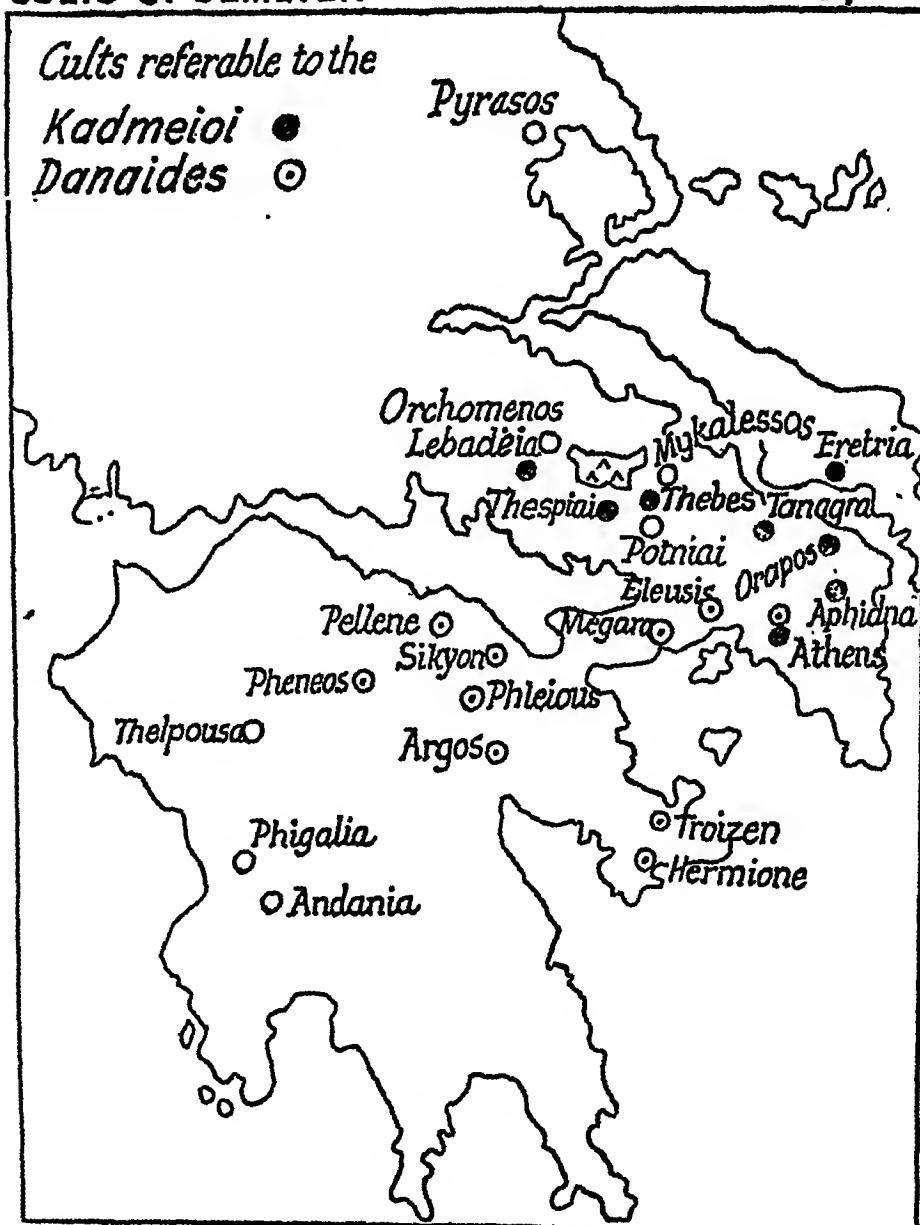 Cults referable to the
Kadmeioi
Danaides
Pyrasos
Orchomenos
Lebadeia
Mykalessos
Eretria
Thespiai
Thebes
Tanagra
Potniai
Orapos
Eleusis
Aphidna
Megara
Athens
Pellene
Sikyon
Pheneos
Phleious
Thelpousa
Argos
Troizen
Phigalia
Hermione
Andania